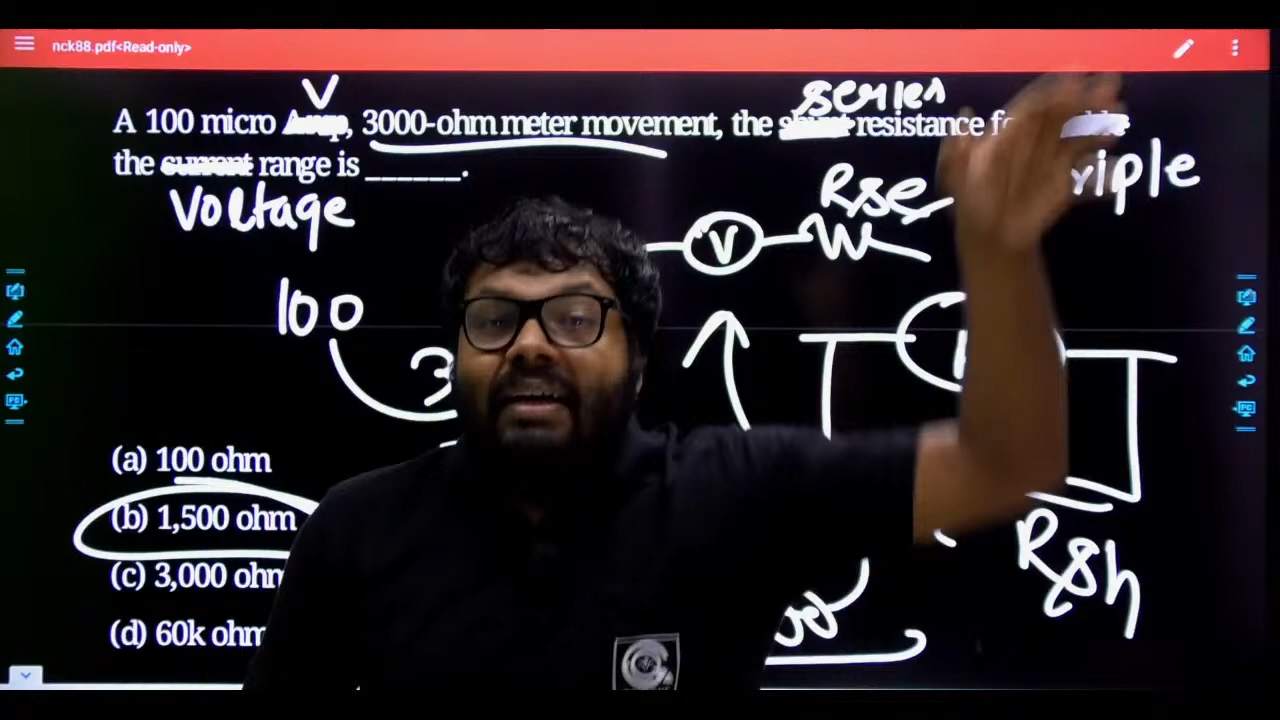 nck88.pdf<Read-only>
V series
A 100 micro Amp, 3000-ohm meter movement, the shunt resistance
the current range is ______.
Voltage Rse riple
V
100
3
(a) 100 ohm
(b) 1,500 ohm
(c) 3,000 ohm
(d) 60k ohm
Rsh